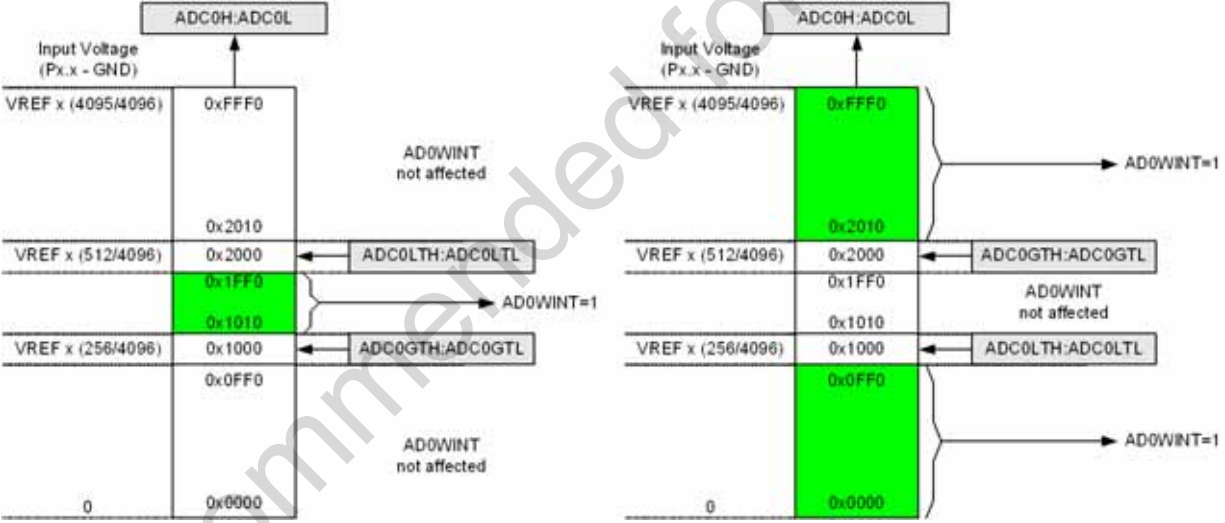 ADC0H:ADC0L
Input Voltage
(Px.x - GND)
VREF x (4095/4096)
0xFFF0
AD0WINT
not affected
0x2010
VREF x (512/4096)
0x2000
ADC0LTH:ADC0LTL
0x1FF0
AD0WINT=1
0x1010
VREF x (256/4096)
0x1000
ADC0GTH:ADC0GTL
0x0FF0
AD0WINT
not affected
0
0x0000
ADC0H:ADC0L
Input Voltage
(Px.x - GND)
VREF x (4095/4096)
0xFFF0
AD0WINT=1
0x2010
VREF x (512/4096)
0x2000
ADC0GTH:ADC0GTL
0x1FF0
AD0WINT
not affected
0x1010
VREF x (256/4096)
0x1000
ADC0LTH:ADC0LTL
0x0FF0
AD0WINT=1
0
0x0000
ommended fo